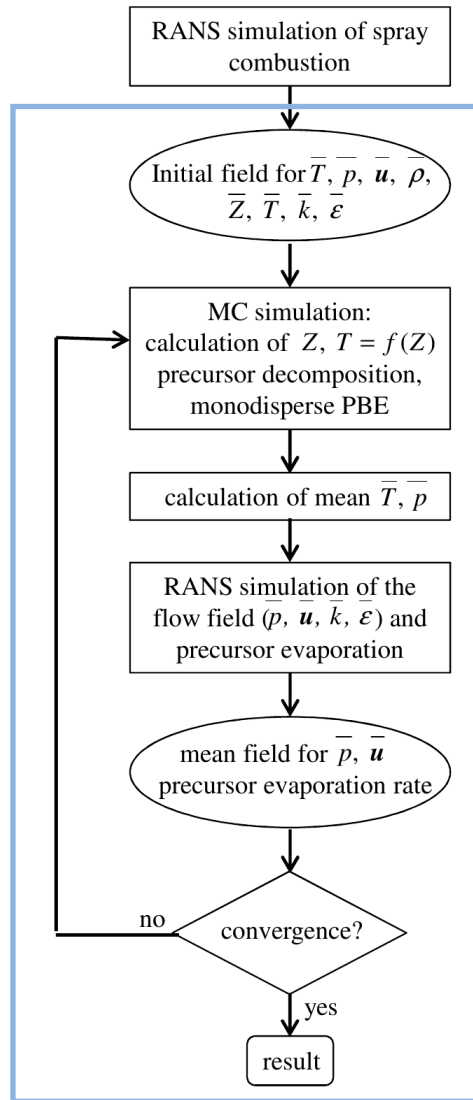 RANS simulation of spray
combustion
Initial field for T̅, p̅, u̅, ρ̅,
Z̅, T̅, k̅, ε̅
MC simulation:
calculation of Z, T = f(Z)
precursor decomposition,
monodisperse PBE
calculation of mean T̅, p̅
RANS simulation of the
flow field (p̅, u̅, k̅, ε̅) and
precursor evaporation
mean field for p̅, u̅
precursor evaporation rate
convergence?
no
yes
result